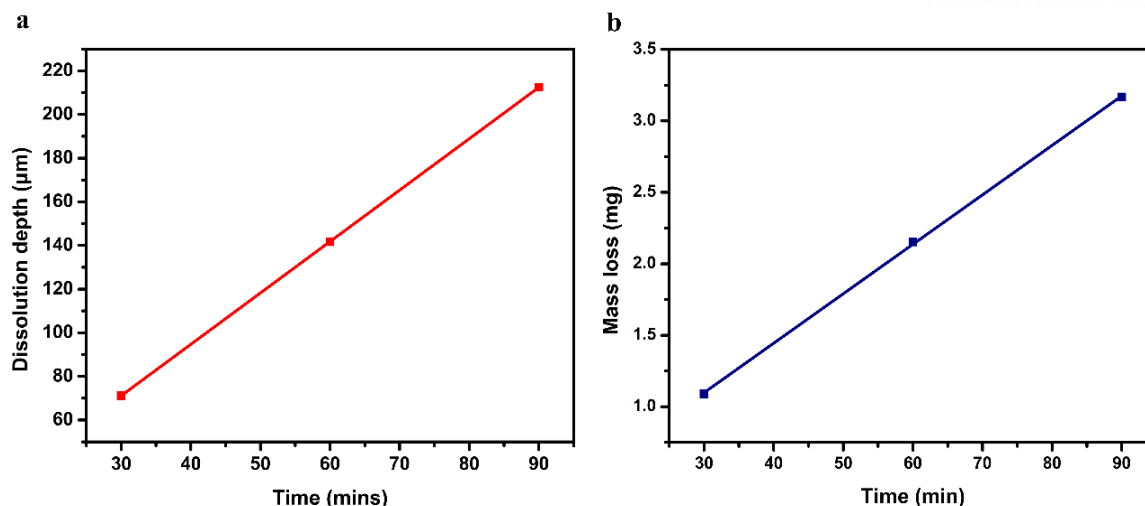 a
Dissolution depth (μm)
220
200
180
160
140
120
100
80
60
30 40 50 60 70 80 90
Time (mins)
b
Mass loss (mg)
3.5
3.0
2.5
2.0
1.5
1.0
30 40 50 60 70 80 90
Time (min)